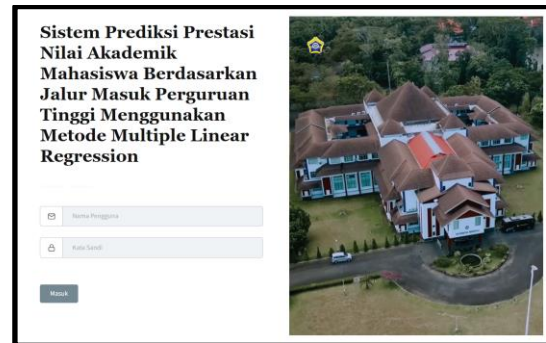 Sistem Prediksi Prestasi
Nilai Akademik
Mahasiswa Berdasarkan
Jalur Masuk Perguruan
Tinggi Menggunakan
Metode Multiple Linear
Regression
Nama Pengguna
Kata Sandi
Masuk